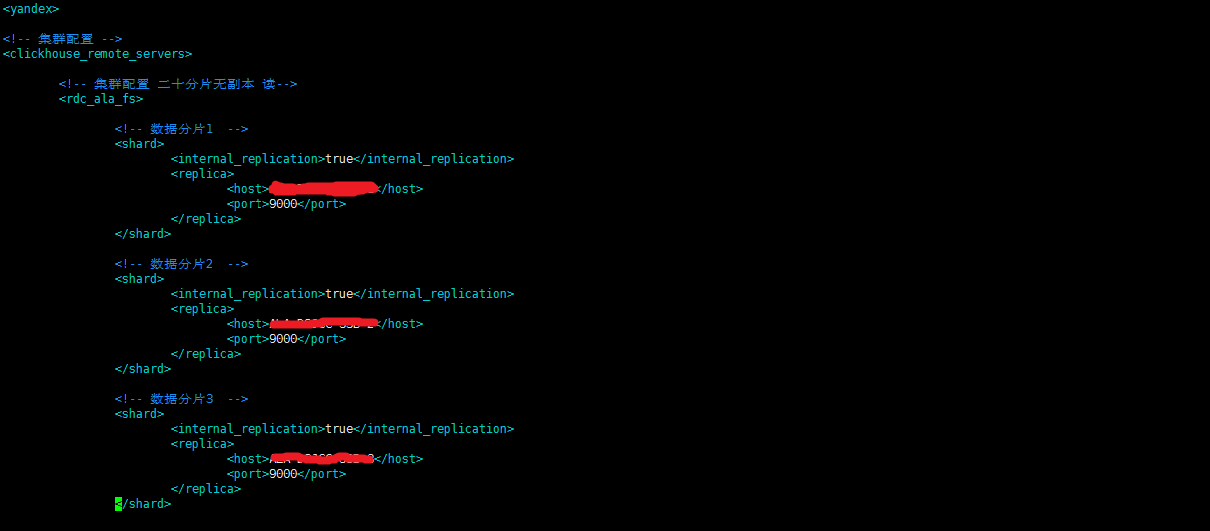 <yandex>
<!-- 集群配置 -->
<clickhouse_remote_servers>
<!-- 集群配置 二十分片无副本 读-->
<rdc_ala_fs>
<!-- 数据分片1  -->
<shard>
<internal_replication>true</internal_replication>
<replica>
<host></host>
<port>9000</port>
</replica>
</shard>
<!-- 数据分片2  -->
<shard>
<internal_replication>true</internal_replication>
<replica>
<host></host>
<port>9000</port>
</replica>
</shard>
<!-- 数据分片3  -->
<shard>
<internal_replication>true</internal_replication>
<replica>
<host></host>
<port>9000</port>
</replica>
</shard>